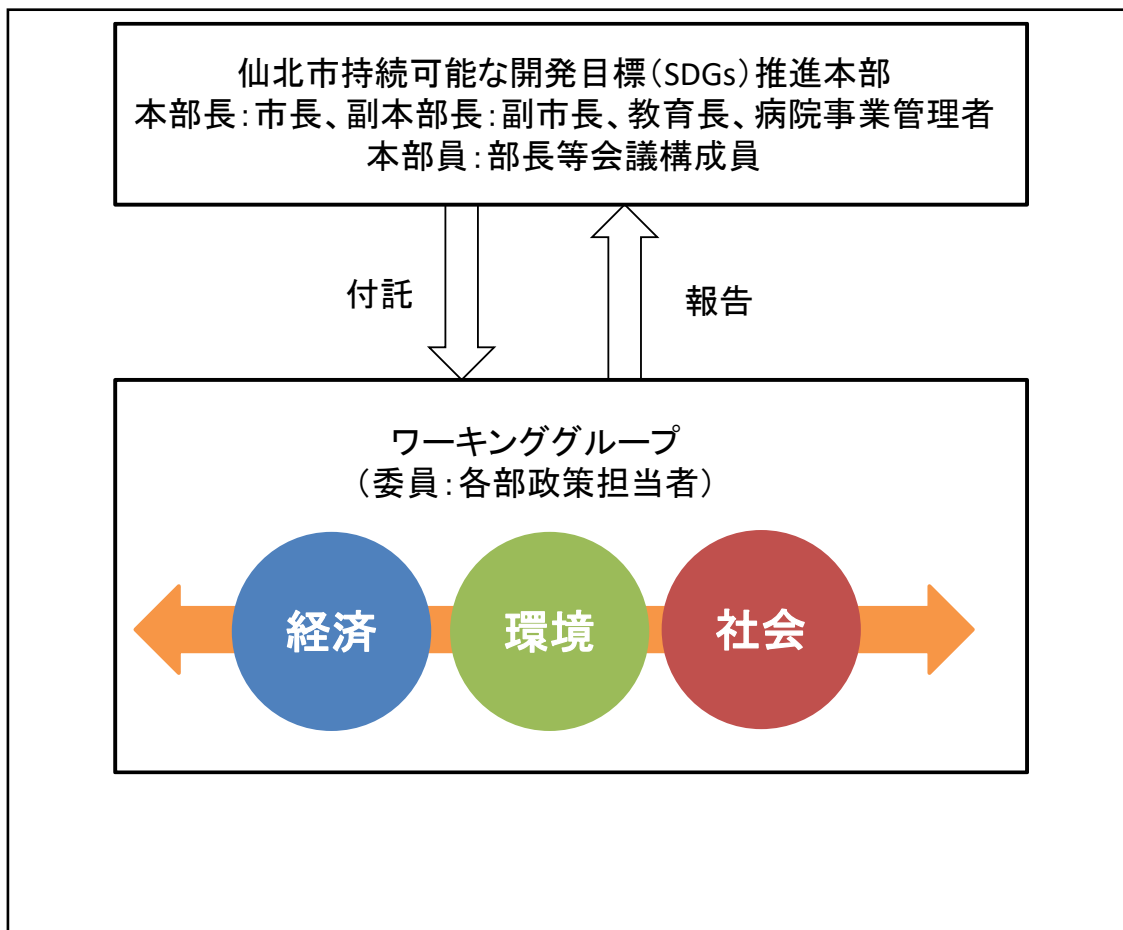 仙北市持続可能な開発目標（SDGs）推進本部
本部長：市長、副本部長：副市長、教育長、病院事業管理者
本部員：部長等会議構成員
付託
報告
ワーキンググループ
（委員：各部政策担当者）
経済
環境
社会